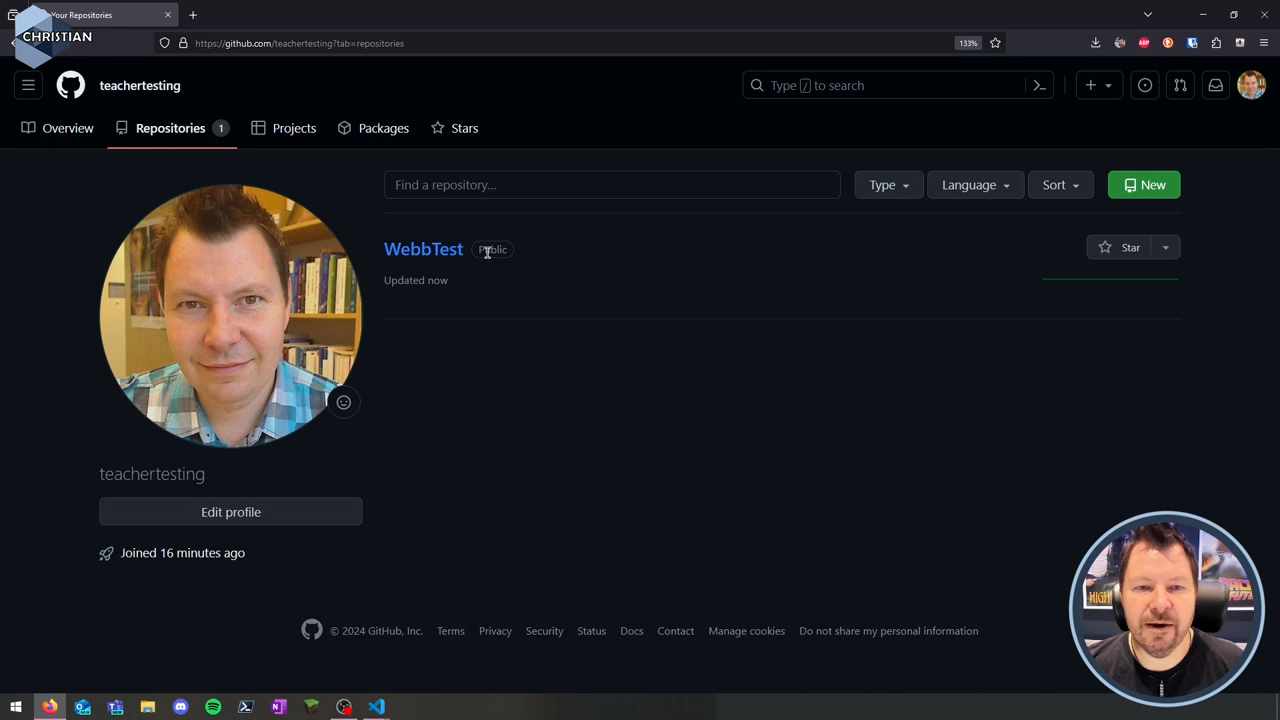 Your Repositories
CHRISTIAN
https://github.com/teachertesting?tab=repositories
133%
teachertesting
Type / to search
Overview
Repositories 1
Projects
Packages
Stars
Find a repository...
Type
Language
Sort
New
WebbTest
Public
Star
Updated now
teachertesting
Edit profile
Joined 16 minutes ago
HIGH
© 2024 GitHub, Inc.
Terms
Privacy
Security
Status
Docs
Contact
Manage cookies
Do not share my personal information